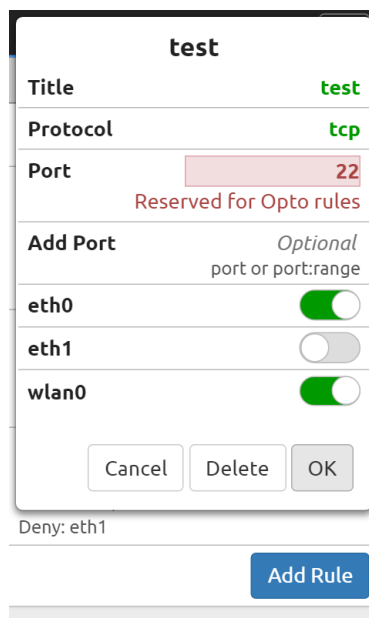 test
Title test
Protocol tcp
Port 22
Reserved for Opto rules
Add Port Optional
port or port:range
eth0
eth1
wlan0
Cancel Delete OK
Deny: eth1
Add Rule